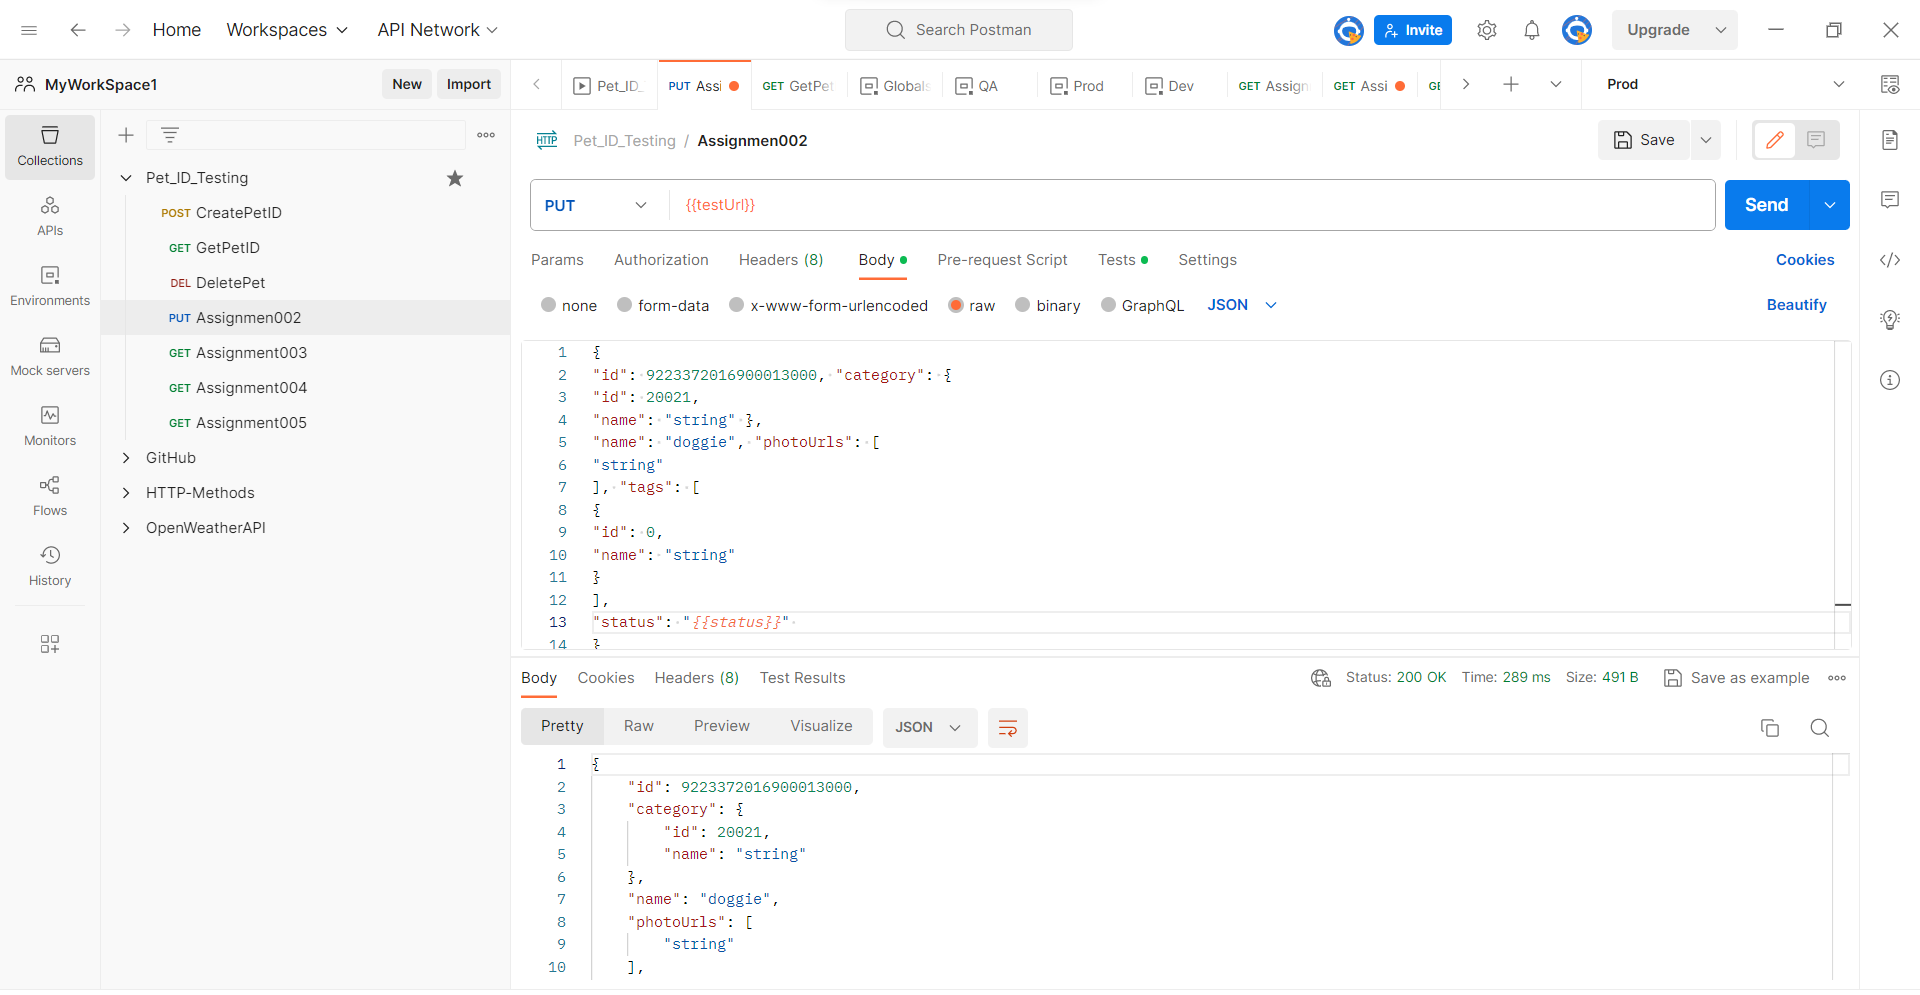 Home Workspaces API Network Search Postman Invite Upgrade
MyWorkSpace1 New Import
Pet_ID_ PUT Assi GET GetPet Globals QA Prod Dev GET Assign GET Assi GE Prod
Collections
APIs
Environments
Mock servers
Monitors
Flows
History
Pet_ID_Testing
POST CreatePetID
GET GetPetID
DEL DeletePet
PUT Assignmen002
GET Assignment003
GET Assignment004
GET Assignment005
GitHub
HTTP-Methods
OpenWeatherAPI
HTTP Pet_ID_Testing / Assignmen002 Save
PUT {{testUrl}} Send
Params Authorization Headers (8) Body Pre-request Script Tests Settings Cookies
none form-data x-www-form-urlencoded raw binary GraphQL JSON Beautify
1 {
2 "id": 9223372016900013000, "category": {
3 "id": 20021,
4 "name": "string" },
5 "name": "doggie", "photoUrls": [
6 "string"
7 ], "tags": [
8 {
9 "id": 0,
10 "name": "string"
11 }
12 ],
13 "status": "{{status}}"
14 }
Body Cookies Headers (8) Test Results Status: 200 OK Time: 289 ms Size: 491 B Save as example
Pretty Raw Preview Visualize JSON
1 {
2 "id": 9223372016900013000,
3 "category": {
4 "id": 20021,
5 "name": "string"
6 },
7 "name": "doggie",
8 "photoUrls": [
9 "string"
10 ],